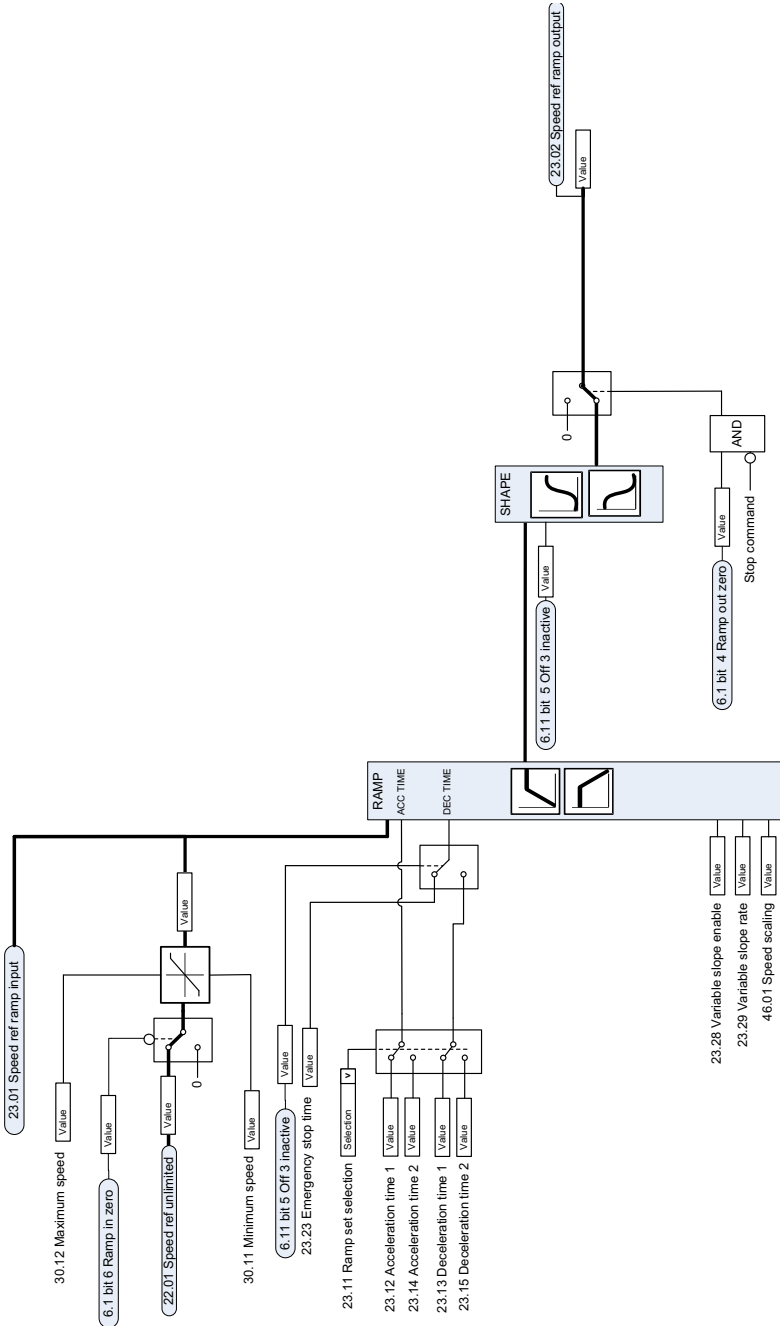 23.01 Speed ref ramp input
30.12 Maximum speed
Value
6.1 bit 6 Ramp in zero
Value
22.01 Speed ref unlimited
Value
0
Value
30.11 Minimum speed
Value
6.11 bit 5 Off 3 inactive
Value
23.23 Emergency stop time
Value
23.11 Ramp set selection
Selection
v
23.12 Acceleration time 1
Value
23.14 Acceleration time 2
Value
23.13 Deceleration time 1
Value
23.15 Deceleration time 2
Value
RAMP
ACC TIME
DEC TIME
23.28 Variable slope enable
Value
23.29 Variable slope rate
Value
46.01 Speed scaling
Value
SHAPE
6.11 bit 5 Off 3 inactive
Value
0
6.1 bit 4 Ramp out zero
Value
Stop command
AND
23.02 Speed ref ramp output
Value